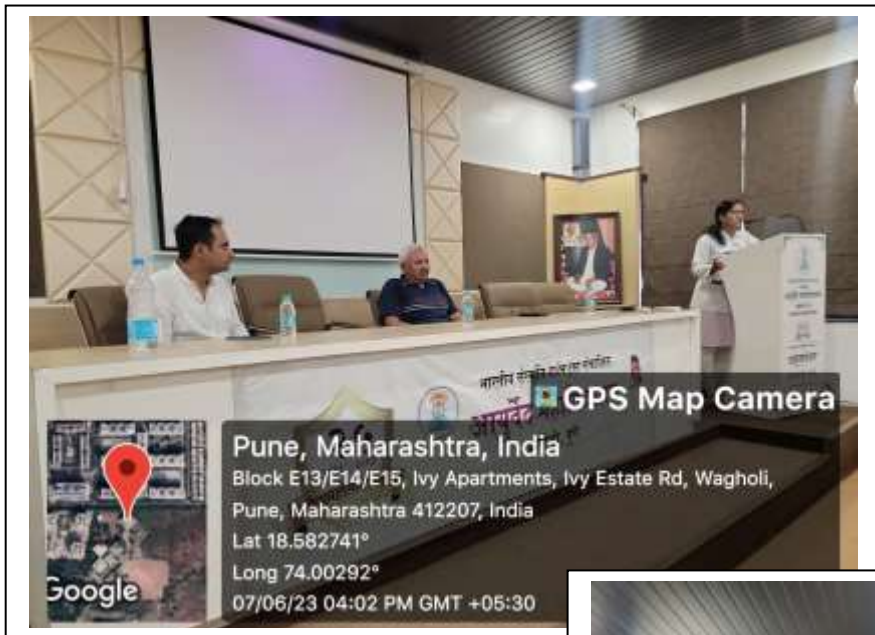 भारतीय संस्कृति
GPS Map Camera
Pune, Maharashtra, India
Block E13/E14/E15, Ivy Apartments, Ivy Estate Rd, Wagholi,
Pune, Maharashtra 412207, India
Lat 18.582741°
Long 74.00292°
07/06/23 04:02 PM GMT +05:30
Google